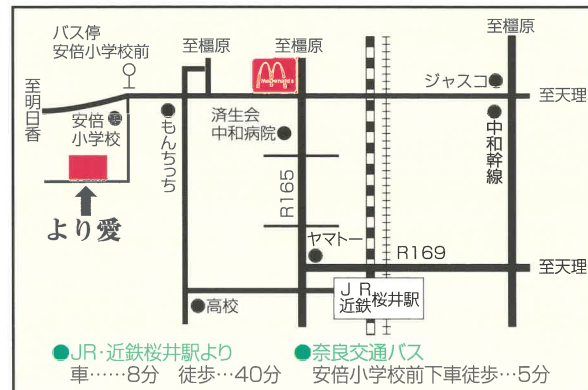 バス停
安倍小学校前
至橿原
至橿原
至橿原
McDonald's
ジャスコ
至天理
至明日香
安倍
小学校
もんちっち
済生会
中和病院
中和幹線
R165
より愛
ヤマトー
R169
至天理
JR
近鉄桜井駅
高校
●JR・近鉄桜井駅より
車……8分 徒歩…40分
●奈良交通バス
安倍小学校前下車徒歩…5分